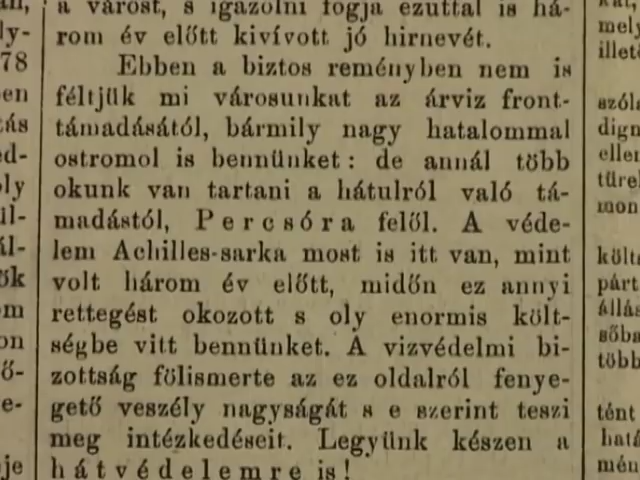 a várost, s igazolni fogja ezuttal is há-
rom év előtt kivívott jó hirnevét.
Ebben a biztos reményben nem is
féltjük mi városunkat az árviz front-
támadásától, bármily nagy hatalommal
ostromol is bennünket: de annál több
okunk van tartani a hátulról való tá-
madástól, Percsóra felől. A véde-
lem Achilles-sarka most is itt van, mint
volt három év előtt, midőn ez annyi
rettegést okozott s oly enormis költ-
ségbe vitt bennünket. A vizvédelmi bi-
zottság fölismerte az ez oldalról fenye-
gető veszély nagyságát s e szerint teszi
meg intézkedéseit. Legyünk készen a
hátvédelemre is!